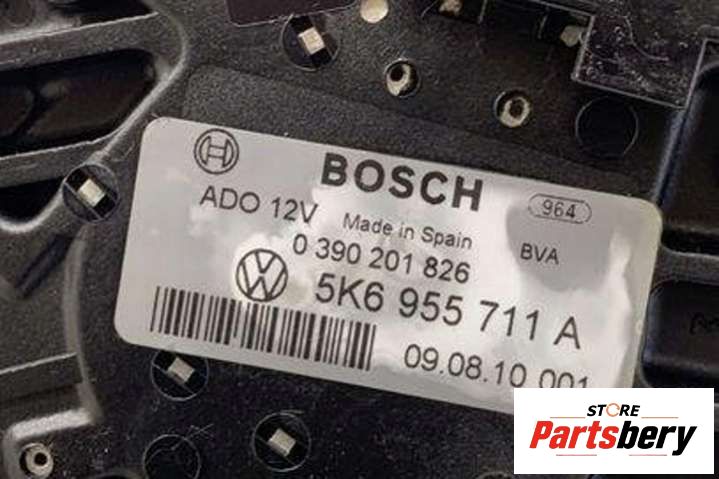 BOSCH 964
ADO 12V Made in Spain BVA
0 390 201 826
VW 5K6 955 711 A
09.08.10 001
STORE
Partsbery